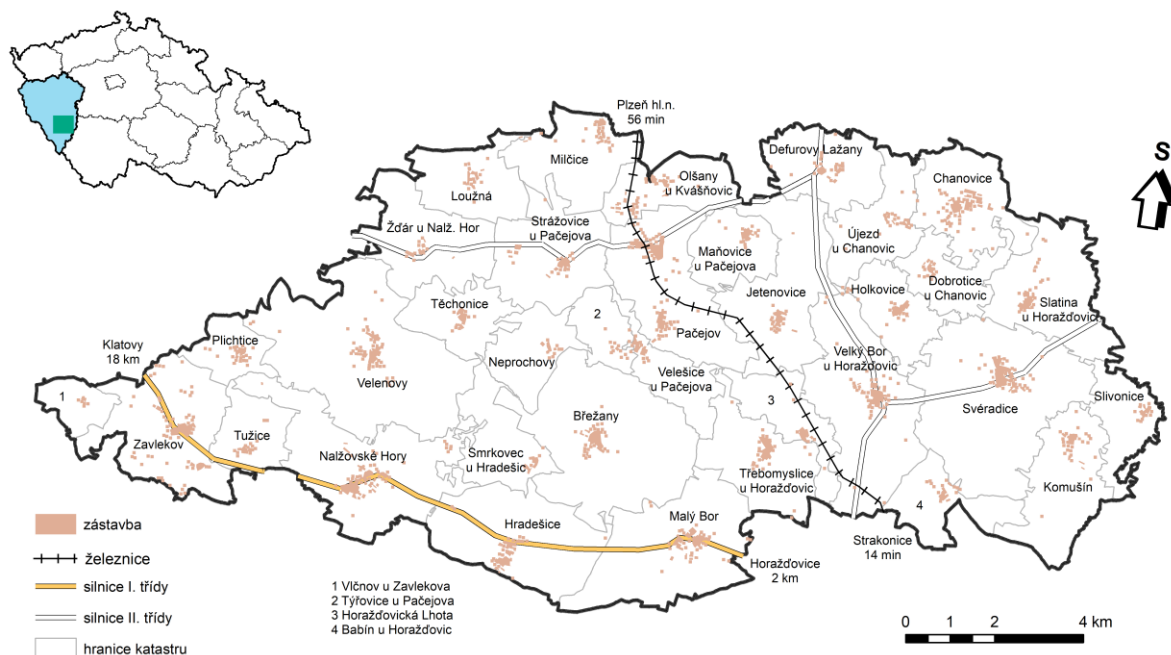 Plzeň hl.n.
56 min
S
Milčice
Defurovy Lažany
Olšany
u Kvášňovic
Chanovice
Loužná
Žďár u Nalž. Hor
Strážovice
u Pačejova
Újezd
u Chanovic
Maňovice
u Pačejova
Dobrotice
u Chanovic
Těchonice
Jetenovice
Holkovice
Slatina
u Horažďovic
2
Pačejov
Klatovy
18 km
Plichtice
Velenovy
Neprochovy
Velešice
u Pačejova
Velký Bor
u Horažďovic
1
3
Svéradice
Slivonice
Zavlekov
Tužice
Břežany
Nalžovské Hory
Smrkovec
u Hradešic
Třebomyslice
u Horažďovic
4
Komušín
Hradešice
Malý Bor
Strakonice
14 min
Horažďovice
2 km
zástavba
železnice
silnice I. třídy
silnice II. třídy
hranice katastru
1 Vlčnov u Zavlekova
2 Týřovice u Pačejova
3 Horažďovická Lhota
4 Babín u Horažďovic
0 1 2 4 km